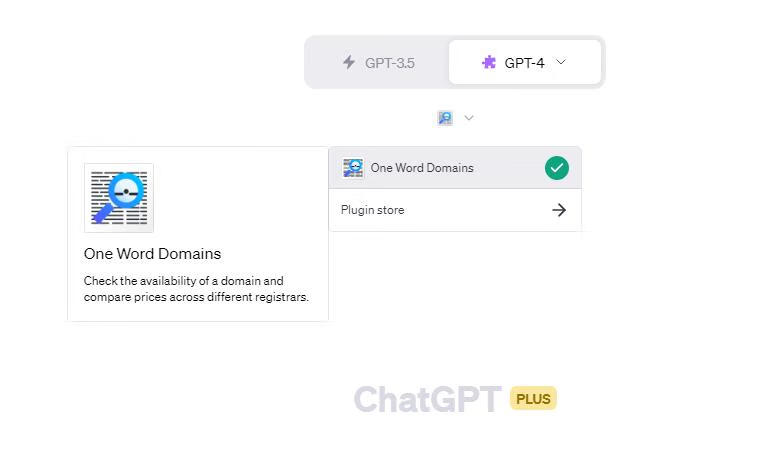 GPT-3.5
GPT-4
One Word Domains
Plugin store
One Word Domains
Check the availability of a domain and
compare prices across different registrars.
ChatGPT PLUS